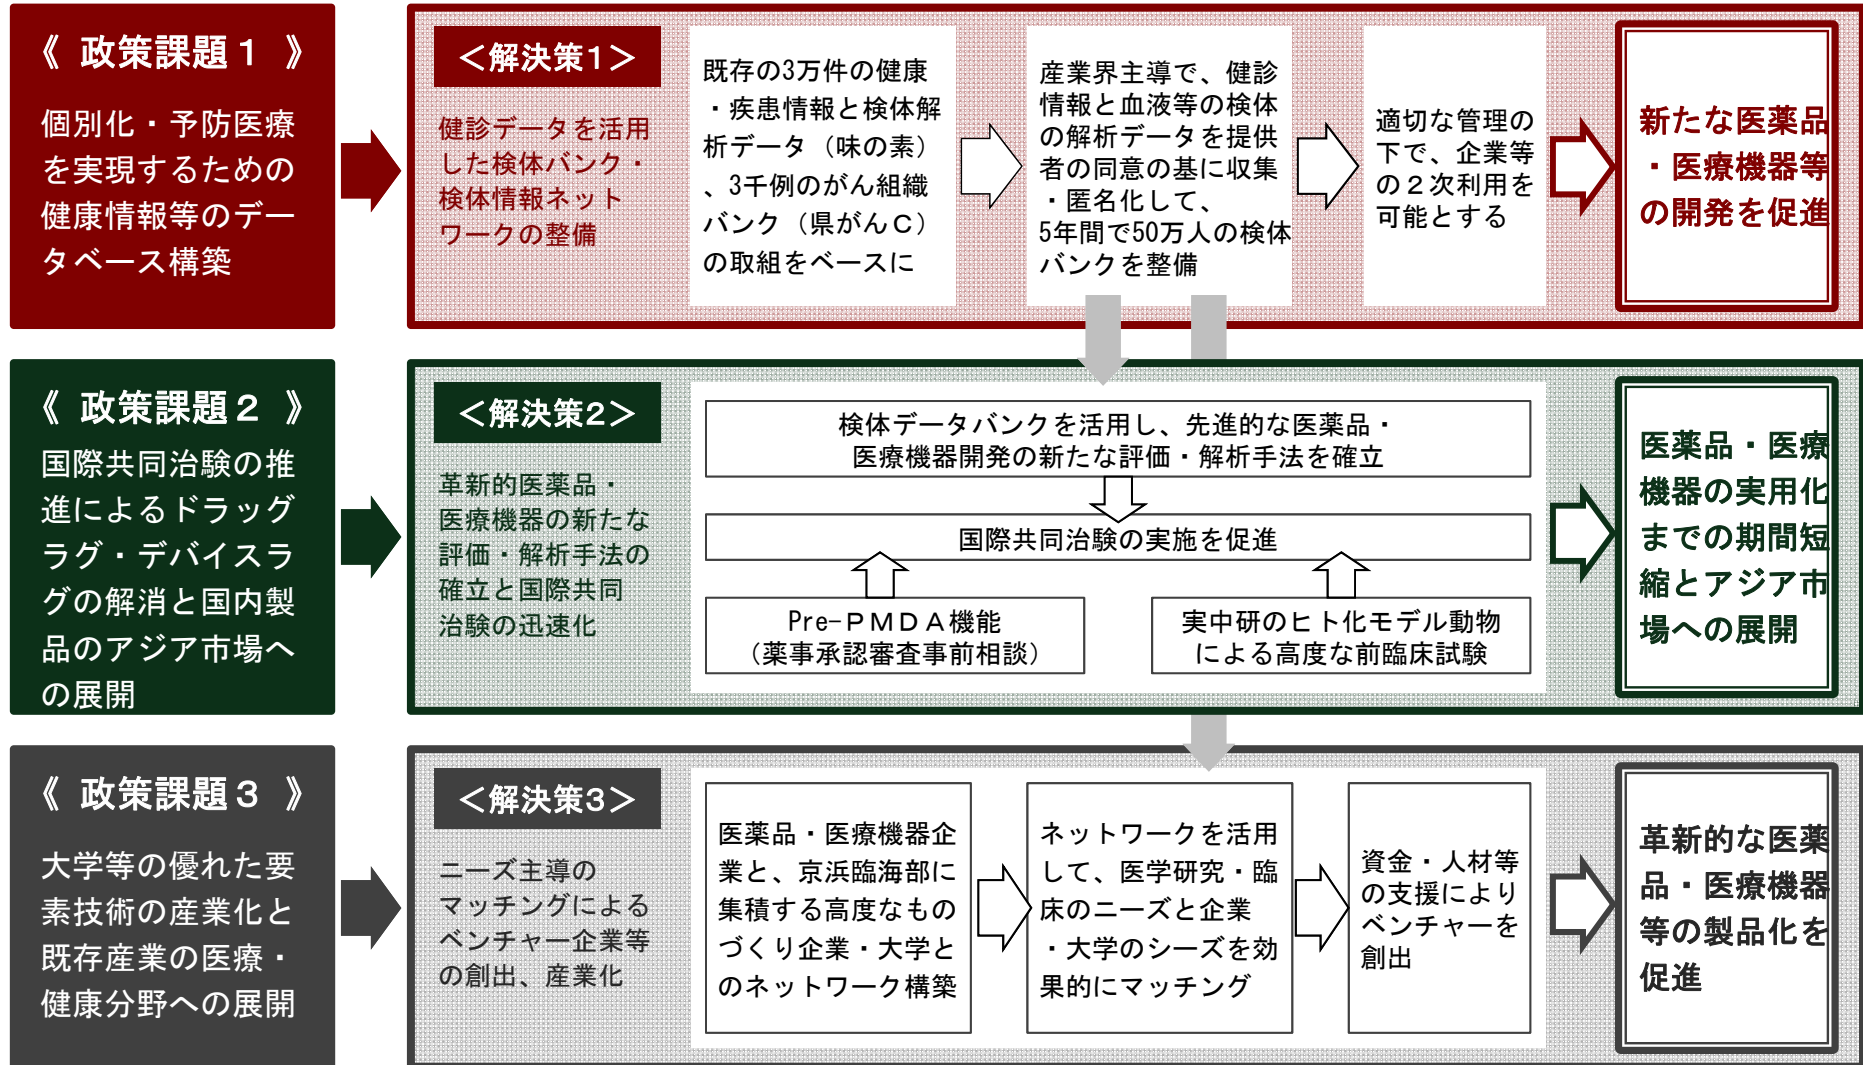 《 政策課題１ 》
個別化・予防医療
を実現するための
健康情報等のデー
タベース構築
＜解決策1＞
健診データを活用
した検体バンク・
検体情報ネット
ワークの整備
既存の3万件の健康
・疾患情報と検体解
析データ（味の素）
、3千例のがん組織
バンク（県がんＣ）
の取組をベースに
産業界主導で、健診
情報と血液等の検体
の解析データを提供
者の同意の基に収集
・匿名化して、
5年間で50万人の検体
バンクを整備
適切な管理の
下で、企業等
の２次利用を
可能とする
新たな医薬品
・医療機器等
の開発を促進
《 政策課題２ 》
国際共同治験の推
進によるドラッグ
ラグ・デバイスラ
グの解消と国内製
品のアジア市場へ
の展開
＜解決策2＞
革新的医薬品・
医療機器の新たな
評価・解析手法の
確立と国際共同
治験の迅速化
検体データバンクを活用し、先進的な医薬品・
医療機器開発の新たな評価・解析手法を確立
国際共同治験の実施を促進
Pre-ＰＭＤＡ機能
（薬事承認審査事前相談）
実中研のヒト化モデル動物
による高度な前臨床試験
医薬品・医療
機器の実用化
までの期間短
縮とアジア市
場への展開
《 政策課題３ 》
大学等の優れた要
素技術の産業化と
既存産業の医療・
健康分野への展開
＜解決策3＞
ニーズ主導の
マッチングによる
ベンチャー企業等
の創出、産業化
医薬品・医療機器企
業と、京浜臨海部に
集積する高度なもの
づくり企業・大学と
のネットワーク構築
ネットワークを活用
して、医学研究・臨
床のニーズと企業
・大学のシーズを効
果的にマッチング
資金・人材等
の支援により
ベンチャーを
創出
革新的な医薬
品・医療機器
等の製品化を
促進